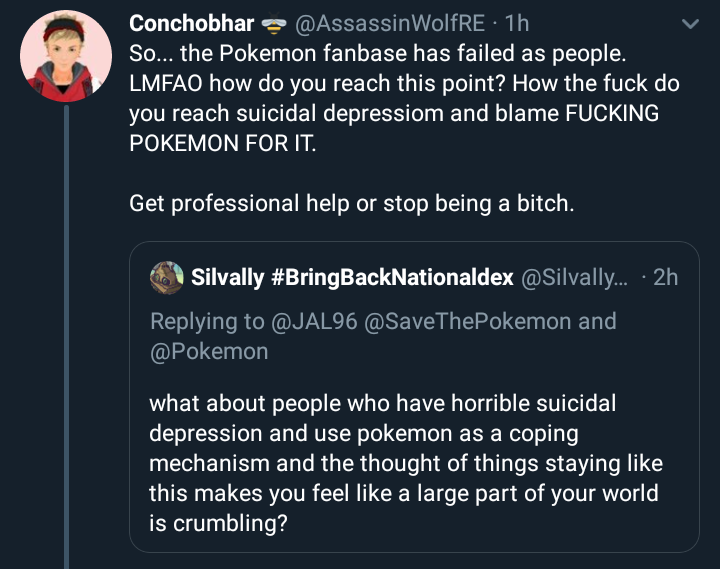 Conchobhar 🐝 @AssassinWolfRE · 1h
So... the Pokemon fanbase has failed as people.
LMFAO how do you reach this point? How the fuck do
you reach suicidal depressiom and blame FUCKING
POKEMON FOR IT.
Get professional help or stop being a bitch.
Silvally #BringBackNationaldex @Silvally... · 2h
Replying to @JAL96 @SaveThePokemon and
@Pokemon
what about people who have horrible suicidal
depression and use pokemon as a coping
mechanism and the thought of things staying like
this makes you feel like a large part of your world
is crumbling?